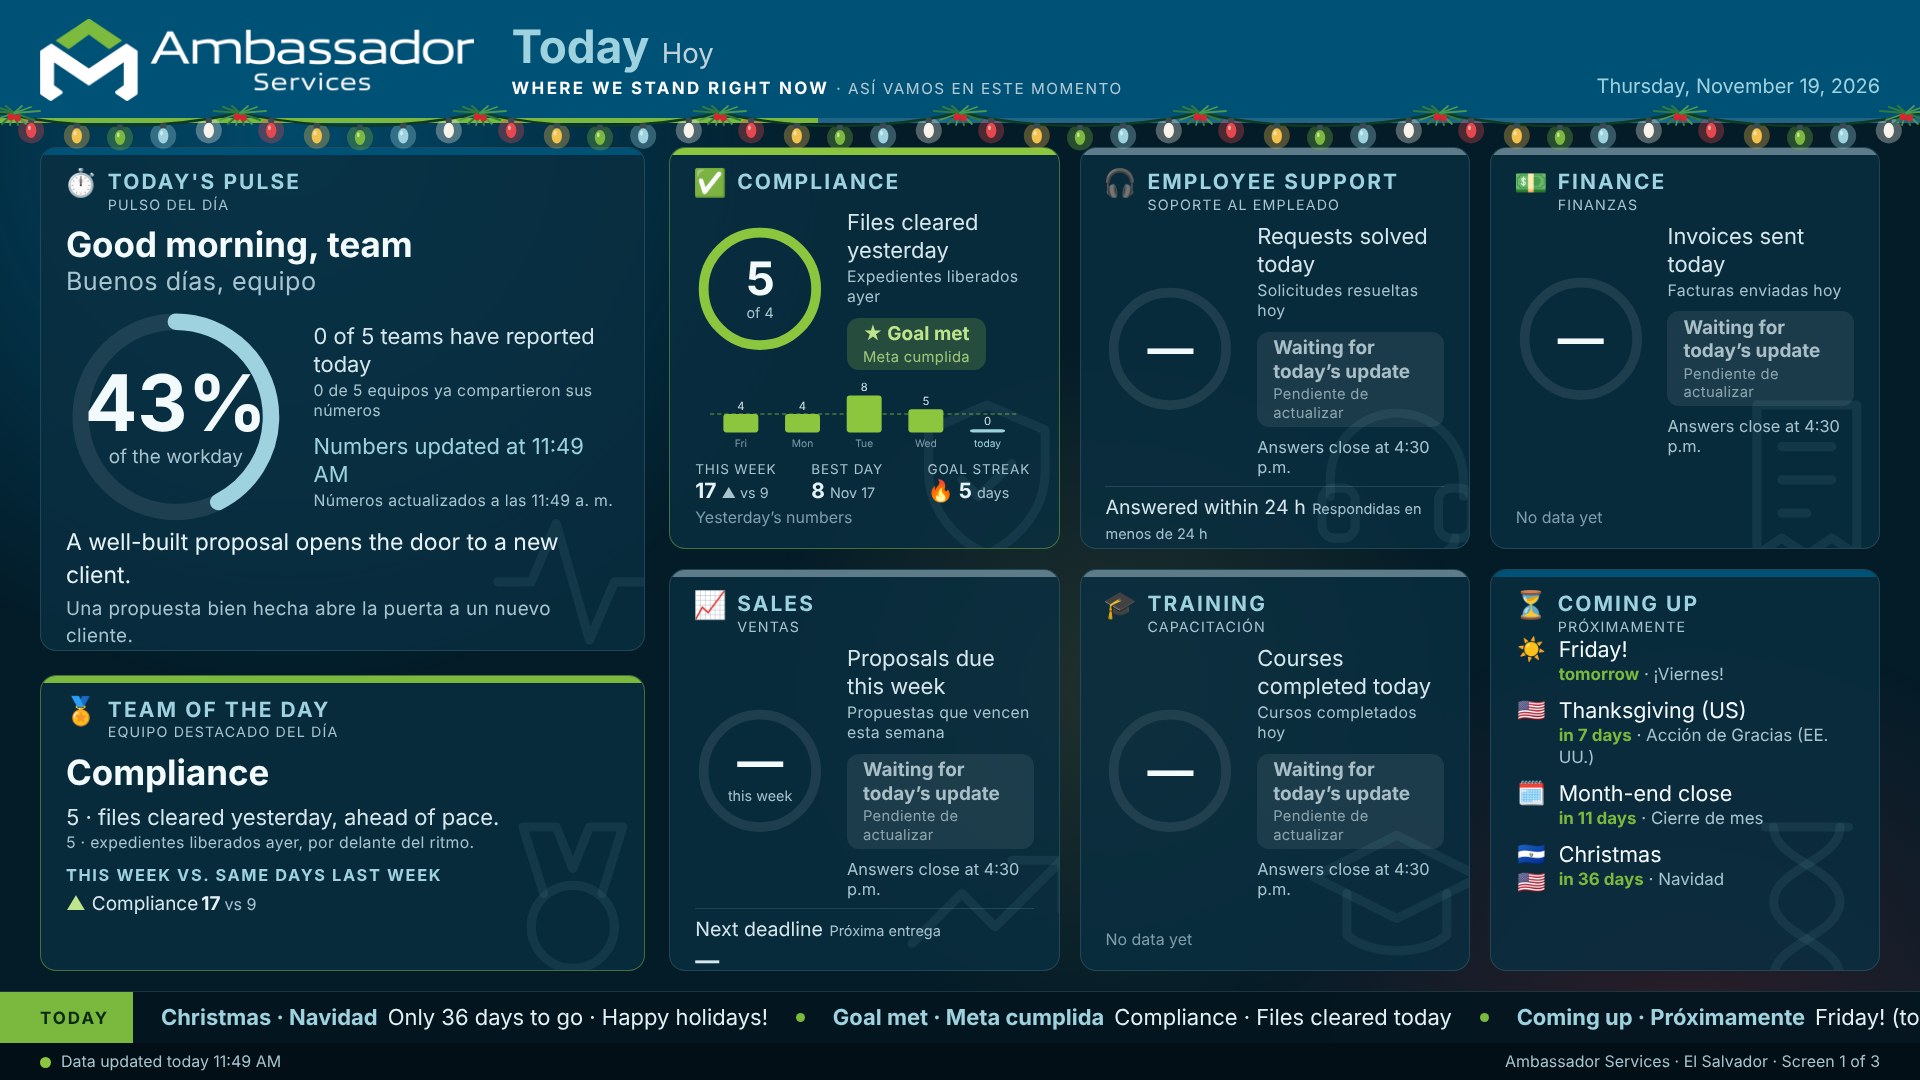 Ambassador
Services
Today Hoy
WHERE WE STAND RIGHT NOW · ASÍ VAMOS EN ESTE MOMENTO
Thursday, November 19, 2026
TODAY'S PULSE
PULSO DEL DÍA
Good morning, team
Buenos días, equipo
43%
of the workday
0 of 5 teams have reported
today
0 de 5 equipos ya compartieron sus
números
Numbers updated at 11:49
AM
Números actualizados a las 11:49 a. m.
A well-built proposal opens the door to a new
client.
Una propuesta bien hecha abre la puerta a un nuevo
cliente.
TEAM OF THE DAY
EQUIPO DESTACADO DEL DÍA
Compliance
5 · files cleared yesterday, ahead of pace.
5 · expedientes liberados ayer, por delante del ritmo.
THIS WEEK VS. SAME DAYS LAST WEEK
▲ Compliance 17 vs 9
COMPLIANCE
5
of 4
Files cleared
yesterday
Expedientes liberados
ayer
★ Goal met
Meta cumplida
4 4 8 5 0
Fri Mon Tue Wed today
THIS WEEK BEST DAY GOAL STREAK
17 ▲ vs 9 8 Nov 17 🔥 5 days
Yesterday’s numbers
EMPLOYEE SUPPORT
SOPORTE AL EMPLEADO
—
Requests solved
today
Solicitudes resueltas
hoy
Waiting for
today’s update
Pendiente de
actualizar
Answers close at 4:30
p.m.
Answered within 24 h Respondidas en
menos de 24 h
FINANCE
FINANZAS
—
Invoices sent
today
Facturas enviadas hoy
Waiting for
today’s update
Pendiente de
actualizar
Answers close at 4:30
p.m.
No data yet
SALES
VENTAS
—
this week
Proposals due
this week
Propuestas que vencen
esta semana
Waiting for
today’s update
Pendiente de
actualizar
Answers close at 4:30
p.m.
Next deadline Próxima entrega
—
TRAINING
CAPACITACIÓN
—
Courses
completed today
Cursos completados
hoy
Waiting for
today’s update
Pendiente de
actualizar
Answers close at 4:30
p.m.
No data yet
COMING UP
PRÓXIMAMENTE
Friday!
tomorrow · ¡Viernes!
Thanksgiving (US)
in 7 days · Acción de Gracias (EE.
UU.)
Month-end close
in 11 days · Cierre de mes
Christmas
in 36 days · Navidad
TODAY
Christmas · Navidad Only 36 days to go · Happy holidays! • Goal met · Meta cumplida Compliance · Files cleared today • Coming up · Próximamente Friday! (to
Data updated today 11:49 AM
Ambassador Services · El Salvador · Screen 1 of 3